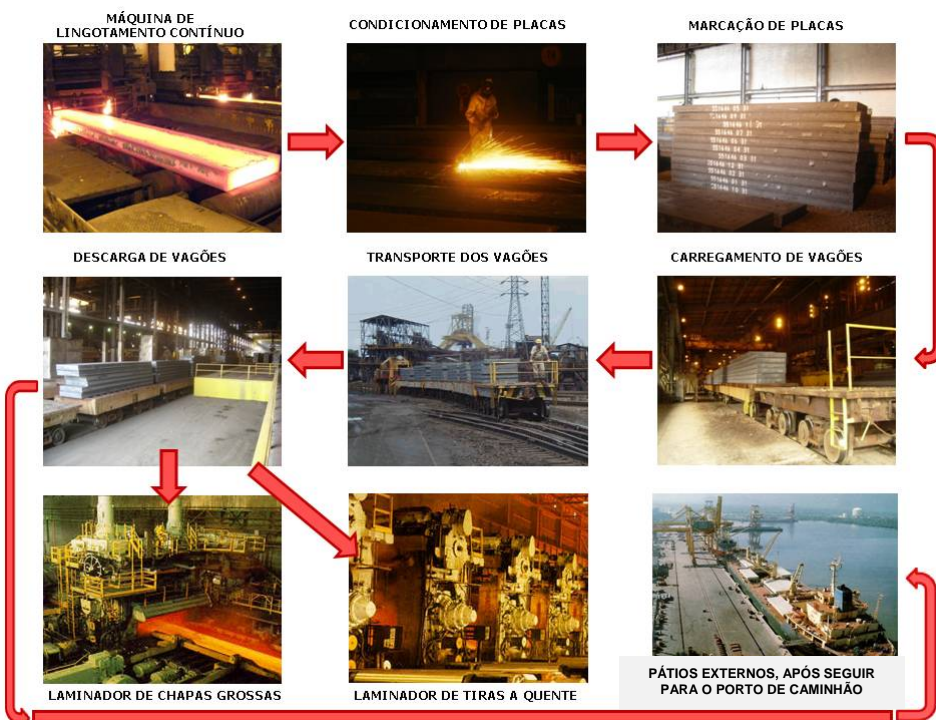 MÁQUINA DE
LINGOTAMENTO CONTÍNUO
CONDICIONAMENTO DE PLACAS
MARCAÇÃO DE PLACAS
DESCARGA DE VAGÕES
TRANSPORTE DOS VAGÕES
CARREGAMENTO DE VAGÕES
LAMINADOR DE CHAPAS GROSSAS
LAMINADOR DE TIRAS A QUENTE
PÁTIOS EXTERNOS, APÓS SEGUIR
PARA O PORTO DE CAMINHÃO